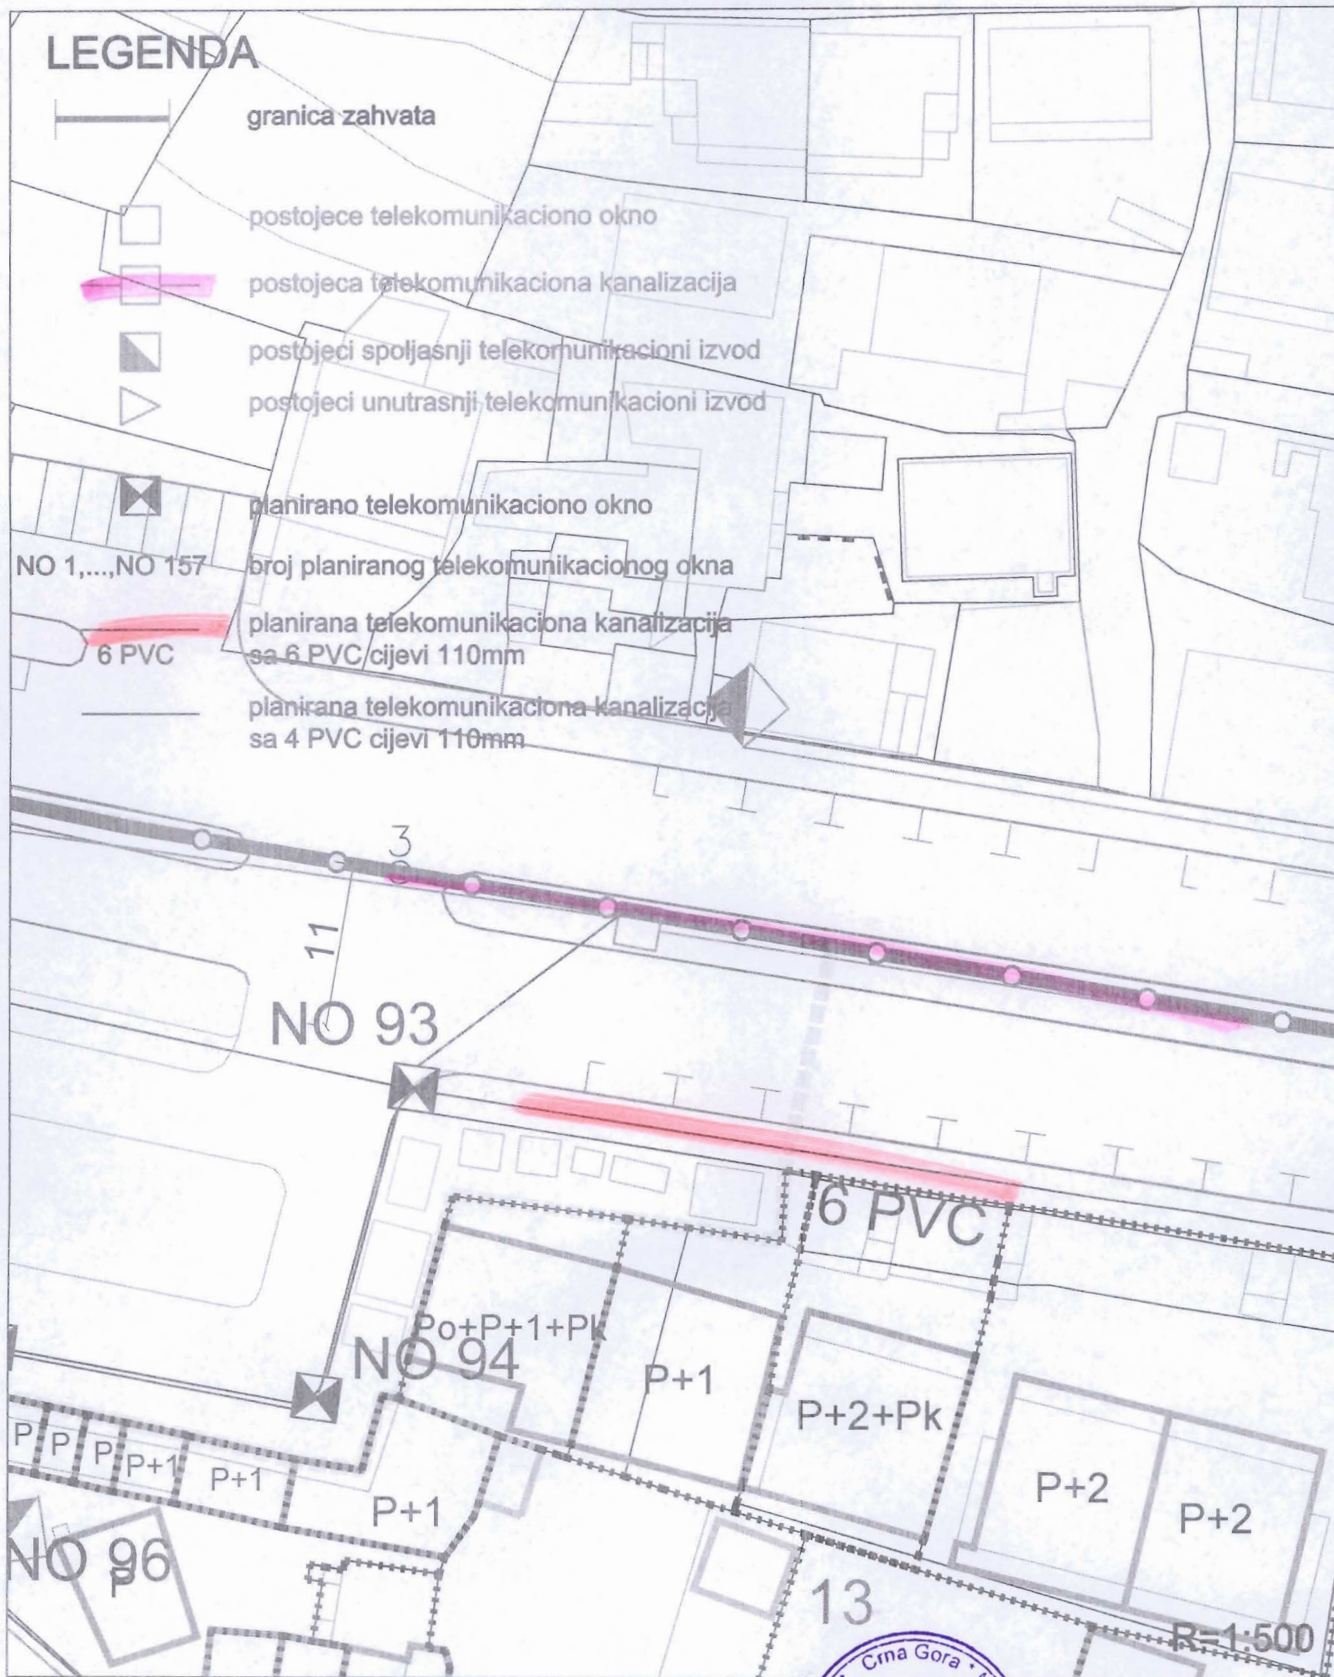 LEGENDA
granica zahvata
postojece telekomunikaciono okno
postojeca telekomunikaciona kanalizacija
postojeci spoljasnji telekomunikacioni izvod
postojeci unutrasnji telekomunikacioni izvod
planirano telekomunikaciono okno
NO 1,...,NO 157 broj planiranog telekomunikacionog okna
planirana telekomunikaciona kanalizacija
6 PVC sa 6 PVC cijevi 110mm
planirana telekomunikaciona kanalizacija
sa 4 PVC cijevi 110mm
3
11
NO 93
6 PVC
Po+P+1+Pk
NO 94
P+1
P+2+Pk
P
P
P
P+1
P+1
P+1
P+2
P+2
NO 96
P
13
R=1:500
Crna Gora